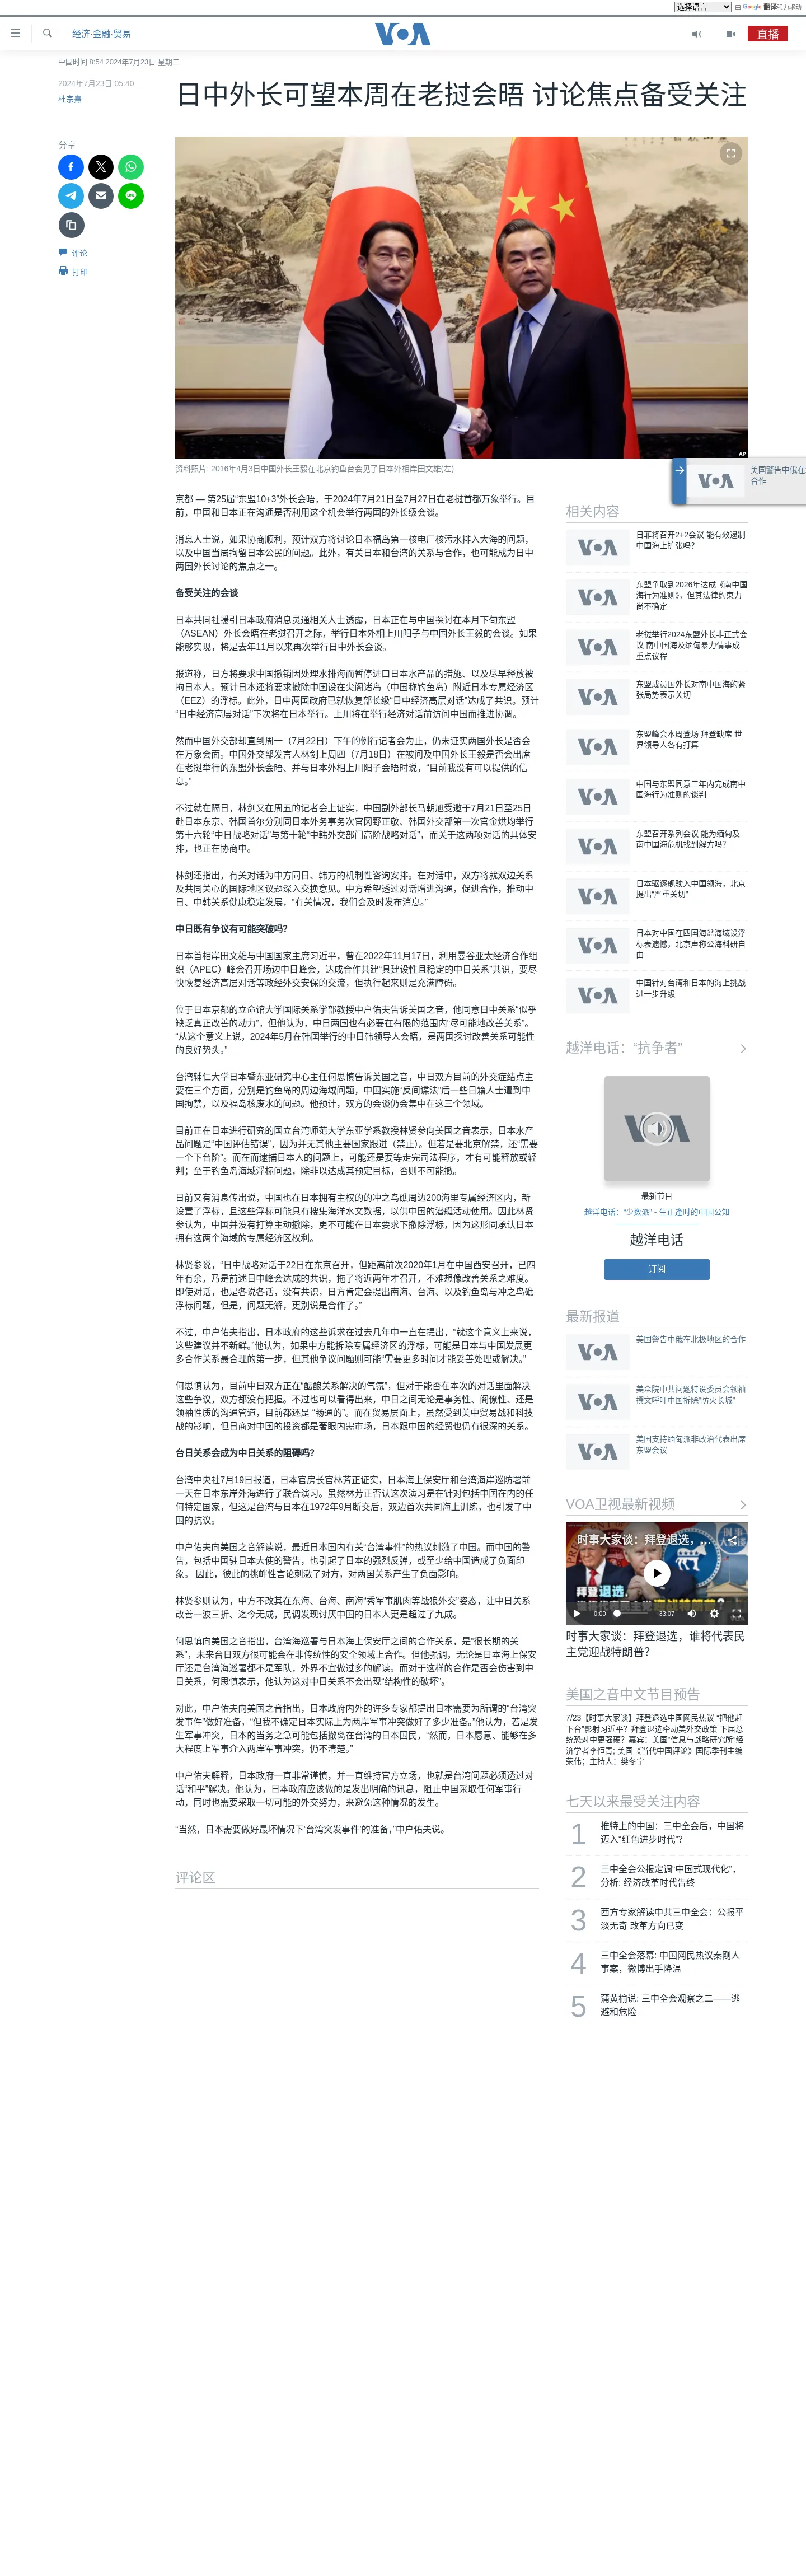 选择语言
由 Google 翻译强力驱动
经济·金融·贸易
VOA
直播
中国时间 8:54 2024年7月23日 星期二
2024年7月23日 05:40
杜宗熹
日中外长可望本周在老挝会晤 讨论焦点备受关注
分享
评论
打印
AP
资料照片: 2016年4月3日中国外长王毅在北京钓鱼台会见了日本外相岸田文雄(左)
京都 — 第25届“东盟10+3”外长会晤，于2024年7月21日至7月27日在老挝首都万象举行。目
前，中国和日本正在沟通是否利用这个机会举行两国的外长级会谈。
消息人士说，如果协商顺利，预计双方将讨论日本福岛第一核电厂核污水排入大海的问题，
以及中国当局拘留日本公民的问题。此外，有关日本和台湾的关系与合作，也可能成为日中
两国外长讨论的焦点之一。
备受关注的会谈
日本共同社援引日本政府消息灵通相关人士透露，日本正在与中国探讨在本月下旬东盟
（ASEAN）外长会晤在老挝召开之际，举行日本外相上川阳子与中国外长王毅的会谈。如果
能够实现，将是去年11月以来再次举行日中外长会谈。
报道称，日方将要求中国撤销因处理水排海而暂停进口日本水产品的措施、以及尽早释放被
拘日本人。预计日本还将要求撤除中国设在尖阁诸岛（中国称钓鱼岛）附近日本专属经济区
（EEZ）的浮标。此外，日中两国政府已就恢复部长级“日中经济高层对话”达成了共识。预计
“日中经济高层对话”下次将在日本举行。上川将在举行经济对话前访问中国而推进协调。
然而中国外交部却直到周一（7月22日）下午的例行记者会为止，仍未证实两国外长是否会
在万象会面。中国外交部发言人林剑上周四（7月18日）在被问及中国外长王毅是否会出席
在老挝举行的东盟外长会晤、并与日本外相上川阳子会晤时说，“目前我没有可以提供的信
息。”
不过就在隔日，林剑又在周五的记者会上证实，中国副外部长马朝旭受邀于7月21日至25日
赴日本东京、韩国首尔分别同日本外务事务次官冈野正敬、韩国外交部第一次官金烘均举行
第十六轮“中日战略对话”与第十轮“中韩外交部门高阶战略对话”，而关于这两项对话的具体安
排，也正在协商中。
林剑还指出，有关对话为中方同日、韩方的机制性咨询安排。在对话中，双方将就双边关系
及共同关心的国际地区议题深入交换意见。中方希望透过对话增进沟通，促进合作，推动中
日、中韩关系健康稳定发展，“有关情况，我们会及时发布消息。”
中日既有争议有可能突破吗？
日本首相岸田文雄与中国国家主席习近平，曾在2022年11月17日，利用曼谷亚太经济合作组
织（APEC）峰会召开场边中日峰会，达成合作共建“具建设性且稳定的中日关系”共识，要尽
快恢复经济高层对话等政经外交安保的交流，但执行起来则是充满障碍。
位于日本京都的立命馆大学国际关系学部教授中户佑夫告诉美国之音，他同意日中关系“似乎
缺乏真正改善的动力”，但他认为，中日两国也有必要在有限的范围内“尽可能地改善关系”。
“从这个意义上说，2024年5月在韩国举行的中日韩领导人会晤，是两国探讨改善关系可能性
的良好势头。”
台湾辅仁大学日本暨东亚研究中心主任何思慎告诉美国之音，中日双方目前的外交症结点主
要在三个方面，分别是钓鱼岛的周边海域问题，中国实施“反间谍法”后一些日籍人士遭到中
国拘禁，以及福岛核废水的问题。他预计，双方的会谈仍会集中在这三个领域。
目前正在日本进行研究的国立台湾师范大学东亚学系教授林贤参向美国之音表示，日本水产
品问题是“中国评估错误”，因为并无其他主要国家跟进（禁止）。但若是要北京解禁，还“需要
一个下台阶”。而在而逮捕日本人的问题上，可能还是要等走完司法程序，才有可能释放或轻
判；至于钓鱼岛海域浮标问题，除非以达成其预定目标，否则不可能撤。
日前又有消息传出说，中国也在日本拥有主权的的冲之鸟礁周边200海里专属经济区内，新
设置了浮标，且这些浮标可能具有搜集海洋水文数据，以供中国的潜艇活动使用。因此林贤
参认为，中国并没有打算主动撤除，更不可能在日本要求下撤除浮标，因为这形同承认日本
拥有这两个海域的专属经济区权利。
林贤参说，“日中战略对话于22日在东京召开，但距离前次2020年1月在中国西安召开，已四
年有余，乃是前述日中峰会达成的共识，拖了将近两年才召开，不难想像改善关系之难度。
即使对话，也是各说各话，没有共识，日方肯定会提出南海、台海、以及钓鱼岛与冲之鸟礁
浮标问题，但是，问题无解，更别说是合作了。”
不过，中户佑夫指出，日本政府的这些诉求在过去几年中一直在提出，“就这个意义上来说，
这些建议并不新鲜。”他认为，如果中方能拆除专属经济区的浮标，可能是日本与中国发展更
多合作关系最合理的第一步，但其他争议问题则可能“需要更多时间才能妥善处理或解决。”
何思慎认为，目前中日双方正在“酝酿关系解决的气氛”，但对于能否在本次的对话里面解决
这些争议，双方都没有把握。不过也可以看得出来，中日之间无论是事务性、阁僚性、还是
领袖性质的沟通管道，目前都还是 “畅通的”。而在贸易层面上，虽然受到美中贸易战和科技
战的影响，但日商对中国的投资都是著眼内需市场，日本跟中国的经贸也仍有很深的关系。
台日关系会成为中日关系的阻碍吗？
台湾中央社7月19日报道，日本官房长官林芳正证实，日本海上保安厅和台湾海岸巡防署前
一天在日本东岸外海进行了联合演习。虽然林芳正否认这次演习是在针对包括中国在内的任
何特定国家，但这是台湾与日本在1972年9月断交后，双边首次共同海上训练，也引发了中
国的抗议。
中户佑夫向美国之音解读说，最近日本国内有关“台湾事件”的热议刺激了中国。而中国的警
告，包括中国驻日本大使的警告，也引起了日本的强烈反弹，或至少给中国造成了负面印
象。 因此，彼此的挑衅性言论刺激了对方，对两国关系产生了负面影响。
林贤参则认为，中方不改其在东海、台海、南海“秀军事肌肉等战狼外交”姿态，让中日关系
改善一波三折、迄今无成，民调发现讨厌中国的日本人更是超过了九成。
何思慎向美国之音指出，台湾海巡署与日本海上保安厅之间的合作关系，是“很长期的关
系”，未来台日双方很可能会在非传统性的安全领域上合作。但他强调，无论是日本海上保安
厅还是台湾海巡署都不是军队，外界不宜做过多的解读。而对于这样的合作是否会伤害到中
日关系，何思慎表示，他认为这对中日关系不会出现“结构性的破坏”。
对此，中户佑夫向美国之音指出，日本政府内外的许多专家都提出日本需要为所谓的“台湾突
发事件”做好准备，“但我不确定日本实际上为两岸军事冲突做好了多少准备。”他认为，若是发
生军事冲突，日本的当务之急可能包括撤离在台湾的日本国民，“然而，日本愿意、能够在多
大程度上军事介入两岸军事冲突，仍不清楚。”
中户佑夫解释，日本政府一直非常谨慎，并一直维持官方立场，也就是台湾问题必须透过对
话“和平”解决。他认为，日本政府应该做的是发出明确的讯息，阻止中国采取任何军事行
动，同时也需要采取一切可能的外交努力，来避免这种情况的发生。
“当然，日本需要做好最坏情况下‘台湾突发事件’的准备，”中户佑夫说。
评论区
美国警告中俄在
合作
相关内容
日菲将召开2+2会议 能有效遏制
中国海上扩张吗？
东盟争取到2026年达成《南中国
海行为准则》，但其法律约束力
尚不确定
老挝举行2024东盟外长非正式会
议 南中国海及缅甸暴力情事成
重点议程
东盟成员国外长对南中国海的紧
张局势表示关切
东盟峰会本周登场 拜登缺席 世
界领导人各有打算
中国与东盟同意三年内完成南中
国海行为准则的谈判
东盟召开系列会议 能为缅甸及
南中国海危机找到解方吗？
日本驱逐舰驶入中国领海，北京
提出“严重关切”
日本对中国在四国海盆海域设浮
标表遗憾，北京声称公海科研自
由
中国针对台湾和日本的海上挑战
进一步升级
越洋电话：“抗争者”
最新节目
越洋电话：“少数派” - 生正逢时的中国公知
越洋电话
订阅
最新报道
美国警告中俄在北极地区的合作
美众院中共问题特设委员会领袖
撰文呼吁中国拆除“防火长城”
美国支持缅甸派非政治代表出席
东盟会议
VOA卫视最新视频
时事大家谈：拜登退选，...
拜登退选，
0:00
33:07
时事大家谈：拜登退选，谁将代表民
主党迎战特朗普？
美国之音中文节目预告
7/23【时事大家谈】拜登退选中国网民热议 “把他赶
下台”影射习近平？拜登退选牵动美外交政策 下届总
统恐对中更强硬？嘉宾：美国“信息与战略研究所”经
济学者李恒青; 美国《当代中国评论》国际季刊主编
荣伟；主持人：樊冬宁
七天以来最受关注内容
1
推特上的中国：三中全会后，中国将
迈入“红色进步时代”？
2
三中全会公报定调“中国式现代化”，
分析: 经济改革时代告终
3
西方专家解读中共三中全会：公报平
淡无奇 改革方向已变
4
三中全会落幕: 中国网民热议秦刚人
事案，微博出手降温
5
蒲黄榆说: 三中全会观察之二——逃
避和危险